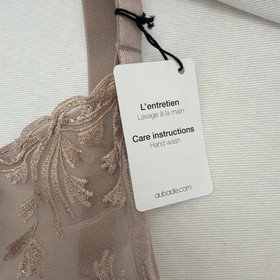 L'entretien
Lavage à la main
Care instructions
Hand wash
aubade.com